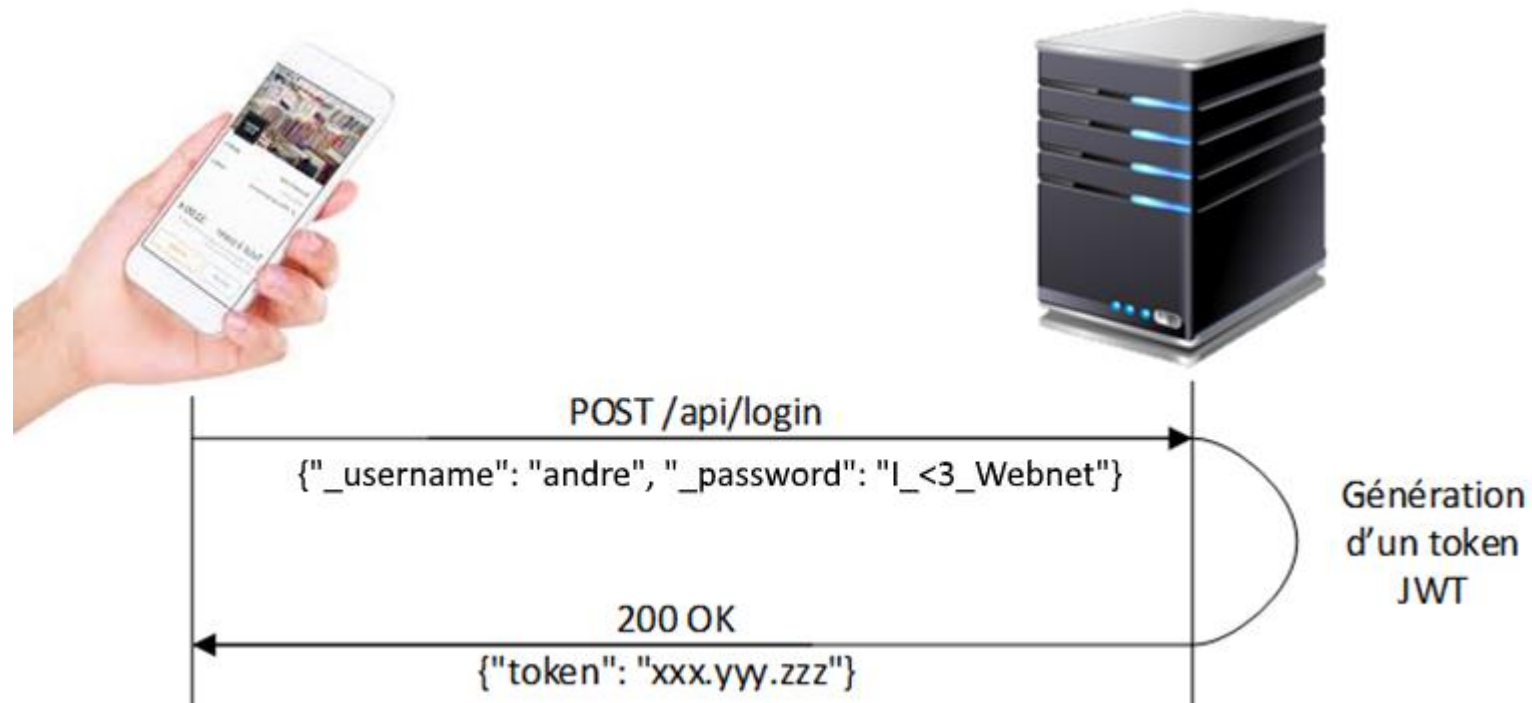 POST /api/login
{"_username": "andre", "_password": "I_<3_Webnet"}
Génération
d'un token
JWT
200 OK
{"token": "xxx.yyy.zzz"}